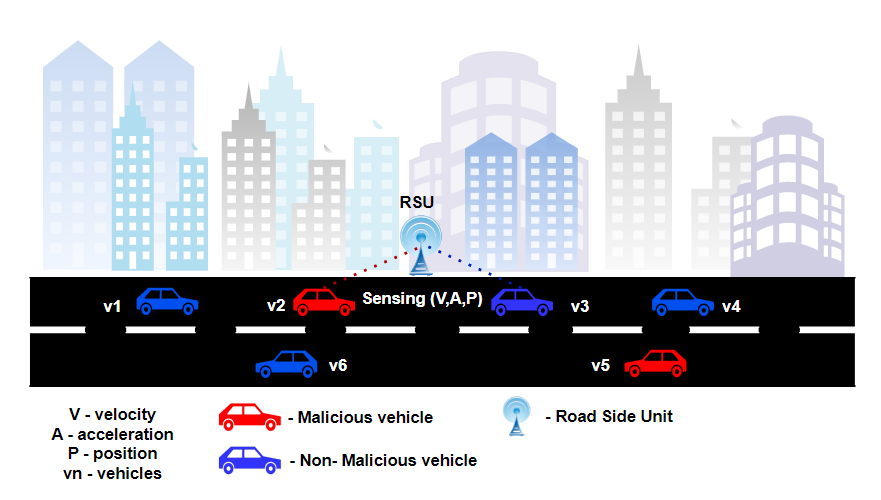 RSU
v1
v2
Sensing (V,A,P)
v3
v4
v6
v5
V - velocity
A - acceleration
P - position
vn - vehicles
- Malicious vehicle
- Non- Malicious vehicle
- Road Side Unit